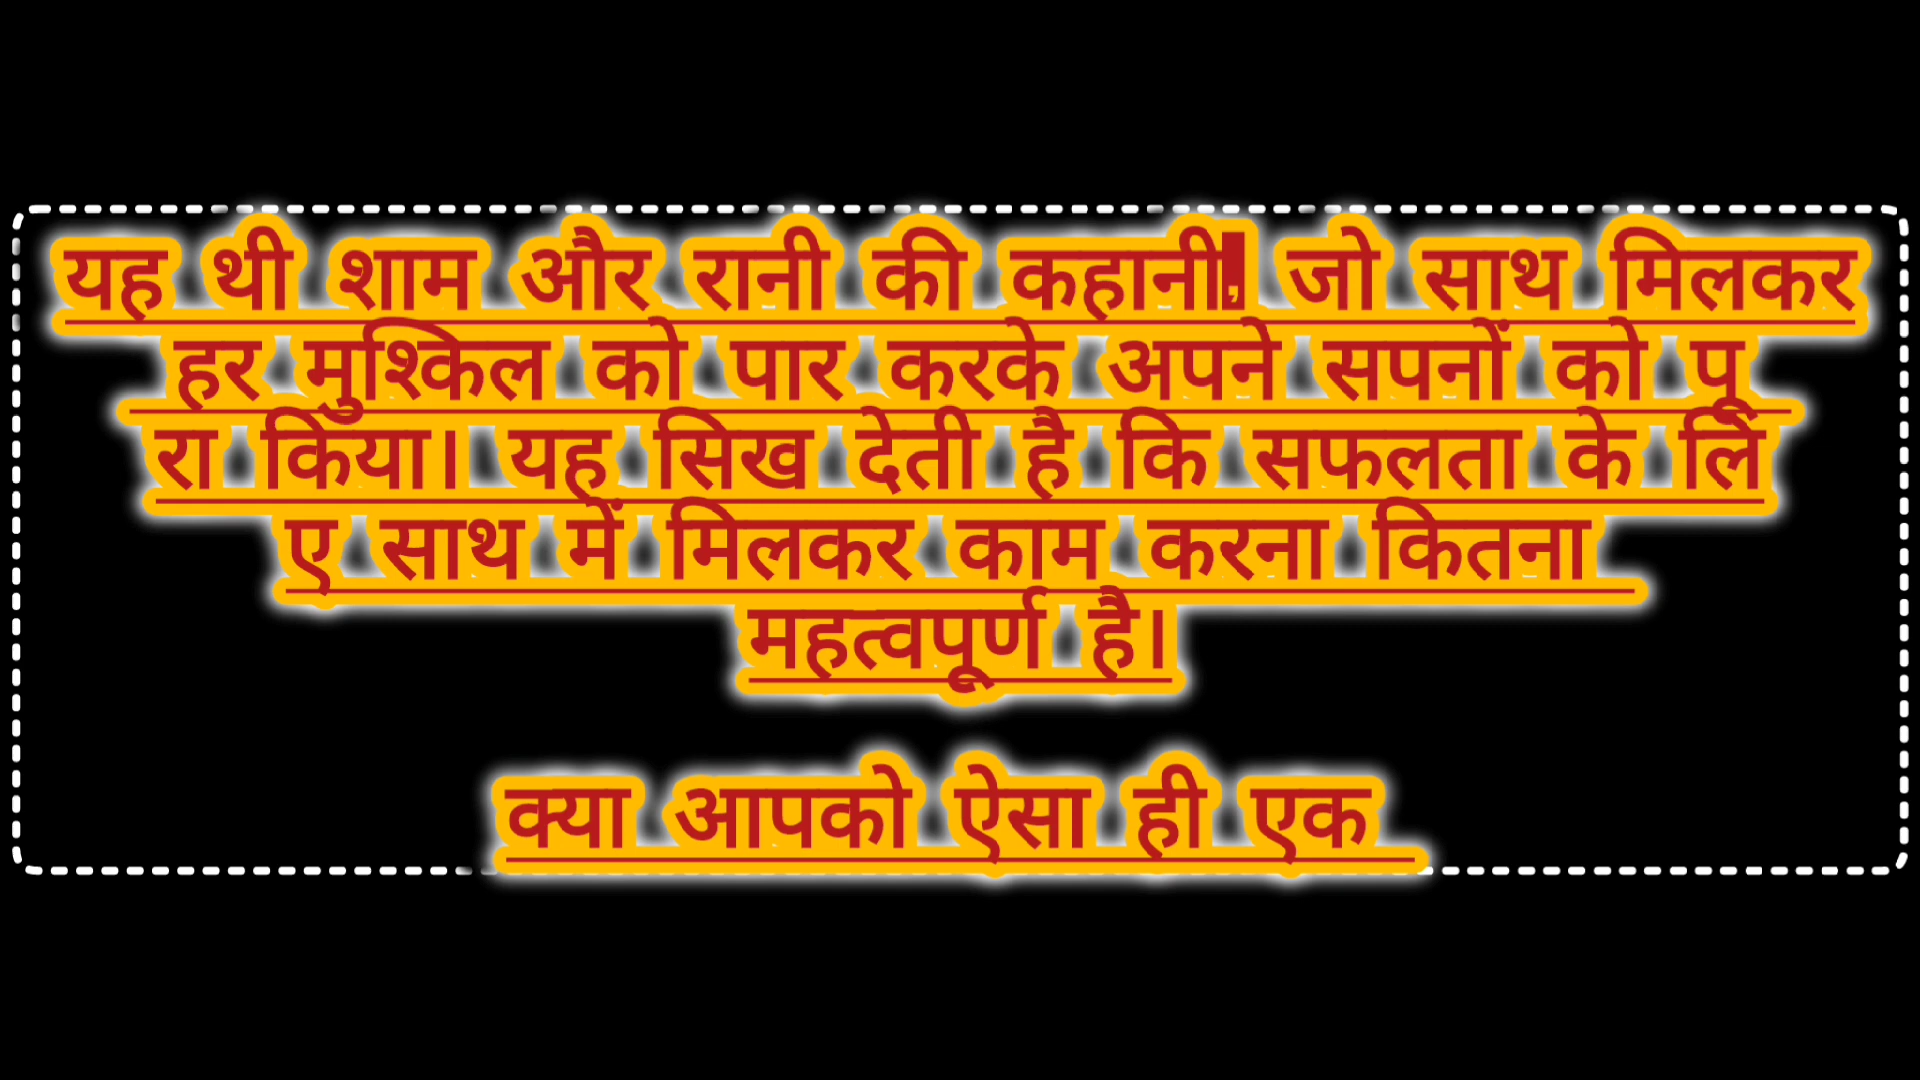 यह थी शाम और रानी की कहानी! जो साथ मिलकर
हर मुश्किल को पार करके अपने सपनों को पू
रा किया। यह सिख देती है कि सफलता के लि
ए साथ में मिलकर काम करना कितना
महत्वपूर्ण है।
क्या आपको ऐसा ही एक